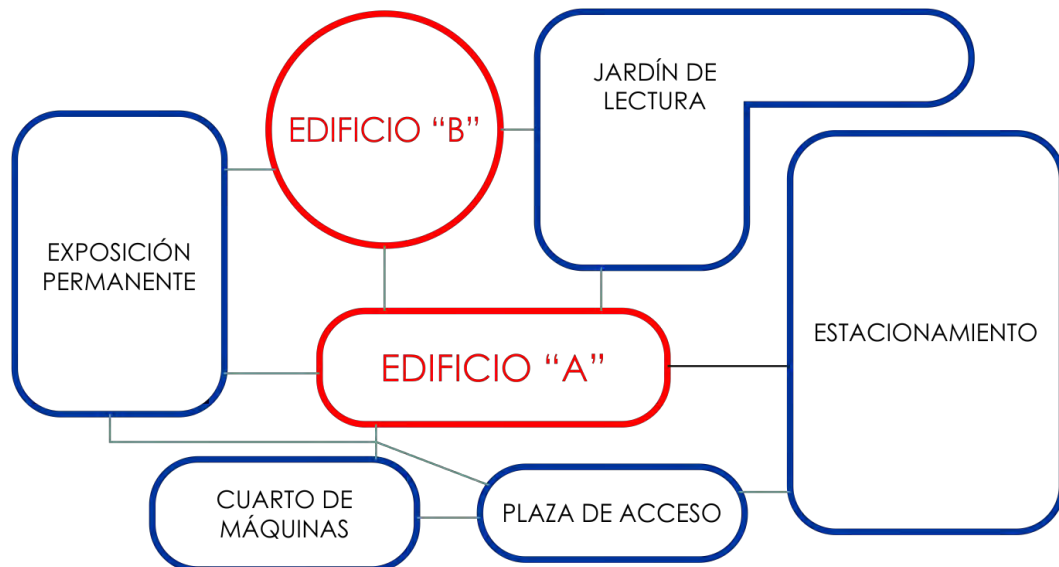 JARDÍN DE
LECTURA
EDIFICIO “B”
EXPOSICIÓN
PERMANENTE
ESTACIONAMIENTO
EDIFICIO “A”
CUARTO DE
MÁQUINAS
PLAZA DE ACCESO